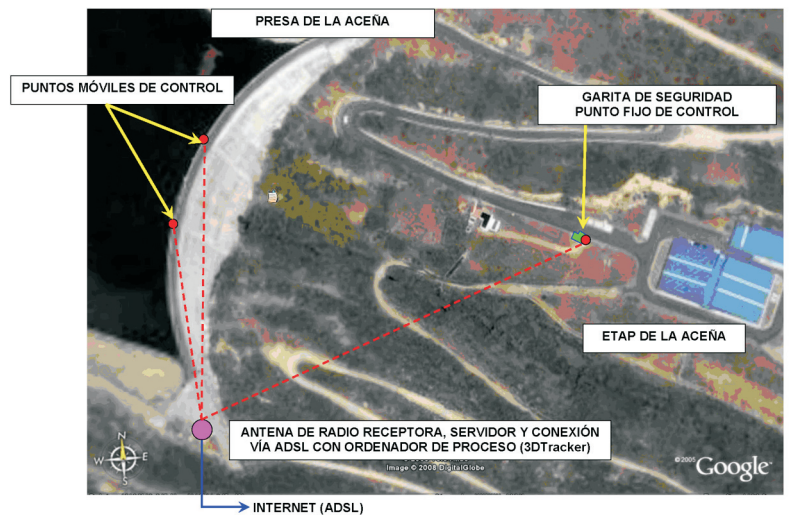 PRESA DE LA ACEÑA
PUNTOS MÓVILES DE CONTROL
GARITA DE SEGURIDAD
PUNTO FIJO DE CONTROL
ETAP DE LA ACEÑA
ANTENA DE RADIO RECEPTORA, SERVIDOR Y CONEXIÓN
VÍA ADSL CON ORDENADOR DE PROCESO (3DTracker)
Image © 2008 DigitalGlobe
©2005 Google™
N
W E
S
INTERNET (ADSL)